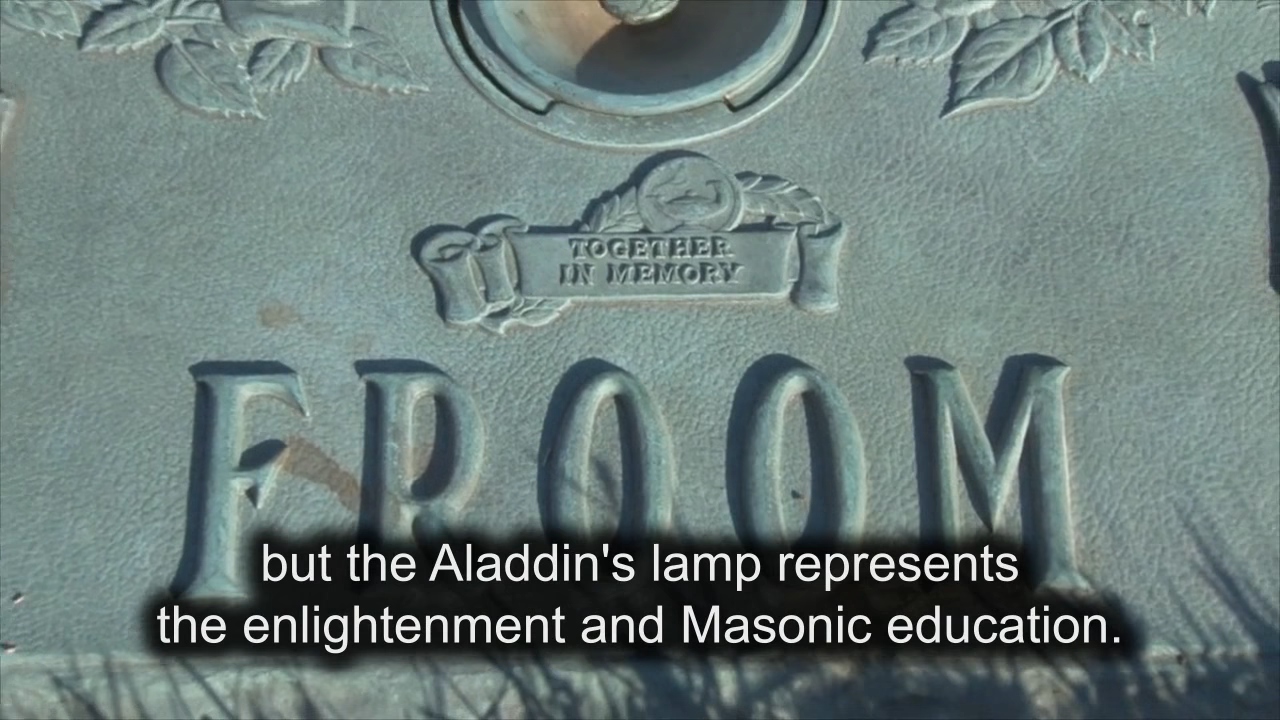 TOGETHER
IN MEMORY
FROOM
but the Aladdin's lamp represents
the enlightenment and Masonic education.